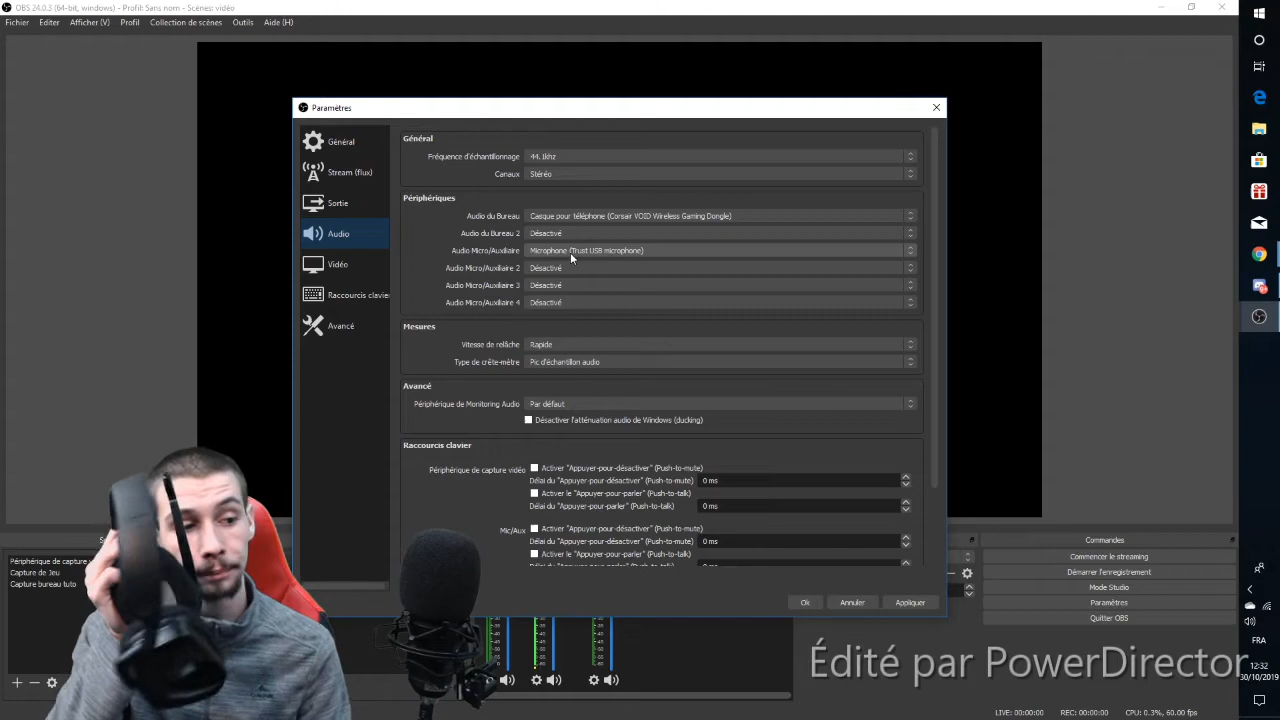 OBS 24.0.3 (64-bit, windows) - Profil: Sans nom - Scènes: vidéo
Fichier Éditer Afficher (V) Profil Collection de scènes Outils Aide (H)
Paramètres
Général
Stream (flux)
Sortie
Audio
Vidéo
Raccourcis clavier
Avancé
Général
Fréquence d'échantillonnage 44.1khz
Canaux Stéréo
Périphériques
Audio du Bureau Casque pour téléphone (Corsair VOID Wireless Gaming Dongle)
Audio du Bureau 2 Désactivé
Audio Micro/Auxiliaire Microphone (Trust USB microphone)
Audio Micro/Auxiliaire 2 Désactivé
Audio Micro/Auxiliaire 3 Désactivé
Audio Micro/Auxiliaire 4 Désactivé
Mesures
Vitesse de relâche Rapide
Type de crête-mètre Pic d'échantillon audio
Avancé
Périphérique de Monitoring Audio Par défaut
Désactiver l'atténuation audio de Windows (ducking)
Raccourcis clavier
Périphérique de capture vidéo Activer "Appuyer-pour-désactiver" (Push-to-mute)
Délai du "Appuyer-pour-désactiver" (Push-to-mute) 0 ms
Activer le "Appuyer-pour-parler" (Push-to-talk)
Délai du "Appuyer-pour-parler" (Push-to-talk) 0 ms
Mic/Aux Activer "Appuyer-pour-désactiver" (Push-to-mute)
Délai du "Appuyer-pour-désactiver" (Push-to-mute) 0 ms
Activer le "Appuyer-pour-parler" (Push-to-talk)
Ok Annuler Appliquer
Périphérique de capture
Capture de Jeu
Capture bureau tuto
Commandes
Commencer le streaming
Démarrer l'enregistrement
Mode Studio
Paramètres
Quitter OBS
LIVE: 00:00:00 REC: 00:00:00 CPU: 0.3%, 60.00 fps
FRA
12:32
30/10/2019
Édité par PowerDirector